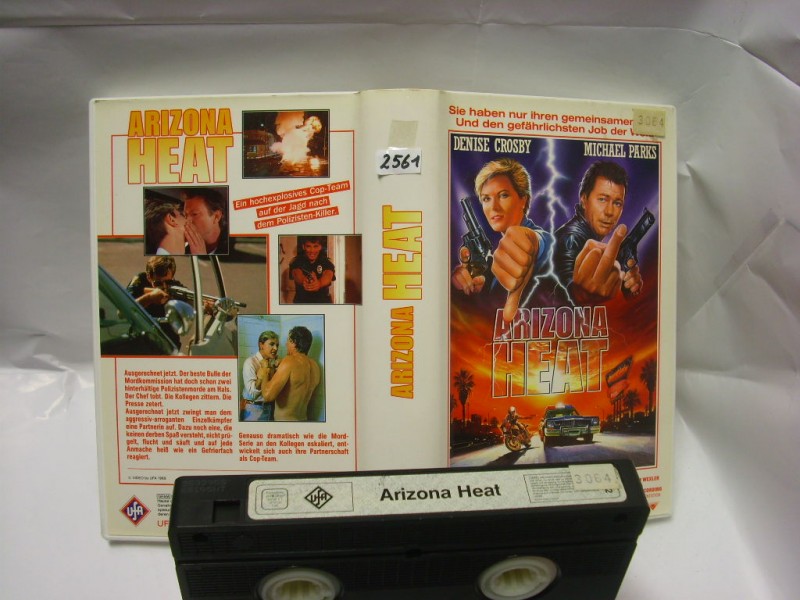 ARIZONA
HEAT
Ein hochexplosives Cop-Team
auf der Jagd nach
dem Polizisten-Killer.
Ausgerechnet jetzt. Der beste Bulle der
Mordkommission hat doch schon zwei
hinterhältige Polizistenmorde am Hals.
Der Chef tobt. Die Kollegen zittern. Die
Presse zetert.
Ausgerechnet jetzt zwingt man dem
aggressiv-arroganten Einzelkämpfer
eine Partnerin auf. Dazu noch eine, die
keinen derben Spaß versteht, nicht prü-
gelt, flucht und säuft und auf jede
Anmache heiß wie ein Gefrierfach
reagiert.
Genauso dramatisch wie die Mord-
Serie an den Kollegen eskaliert, ent-
wickelt sich auch ihre Partnerschaft
als Cop-Team.
UFA
2561
ARIZONA HEAT
Sie haben nur ihren gemeinsamen
Und den gefährlichsten Job der
3064
DENISE CROSBY MICHAEL PARKS
ARIZONA
HEAT
UFA
Arizona Heat
3064